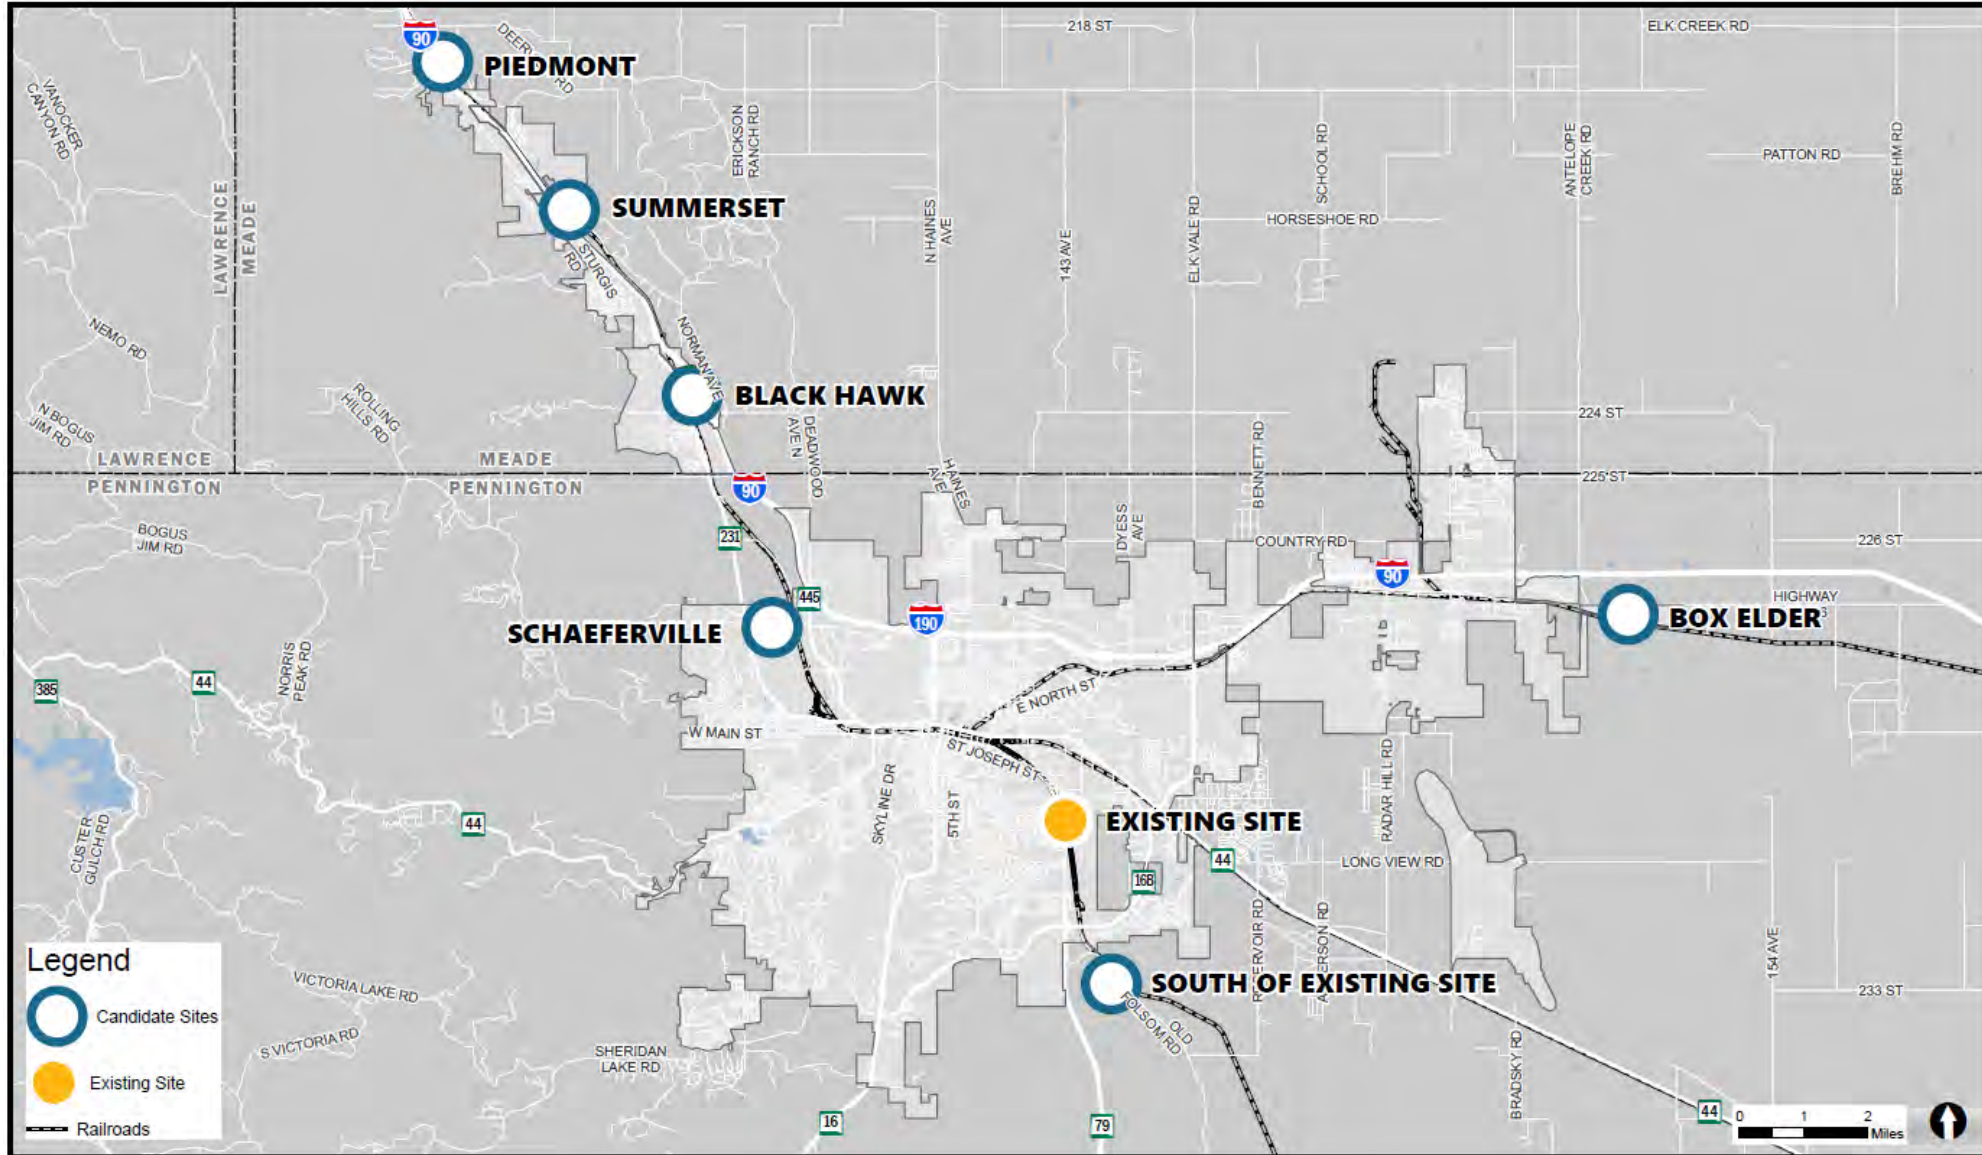 90
DEER
RD
218 ST
ELK CREEK RD
PIEDMONT
VANOCKER
CANYON RD
ERICKSON
RANCH RD
SCHOOL RD
ANTELOPE
CREEK RD
PATTON RD
BREHM RD
LAWRENCE
MEADE
SUMMERSET
N HAINES
AVE
143 AVE
ELK VALE RD
HORSESHOE RD
STURGIS
RD
NEMO RD
NORMAN AVE
ROLLING
HILLS RD
BLACK HAWK
N BOGUS
JIM RD
DEADWOOD
AVE N
224 ST
BENNETT RD
LAWRENCE
PENNINGTON
MEADE
PENNINGTON
90
HAINES
AVE
225 ST
BOGUS
JIM RD
231
DYESS
AVE
COUNTRY RD
226 ST
90
445
190
HIGHWAY
3
SCHAEFERVILLE
BOX ELDER
NORRIS
PEAK RD
44
385
E NORTH ST
W MAIN ST
ST JOSEPH ST
SKYLINE DR
5TH ST
RADAR HILL RD
CUSTER
GULCH RD
44
EXISTING SITE
44
LONG VIEW RD
16B
RESERVOIR RD
154 AVE
SOUTH OF EXISTING SITE
233 ST
OLD
FOLSOM RD
VICTORIA LAKE RD
S VICTORIA RD
SHERIDAN
LAKE RD
BRADSKY RD
16
79
44
Legend
Candidate Sites
Existing Site
Railroads
0 1 2
Miles